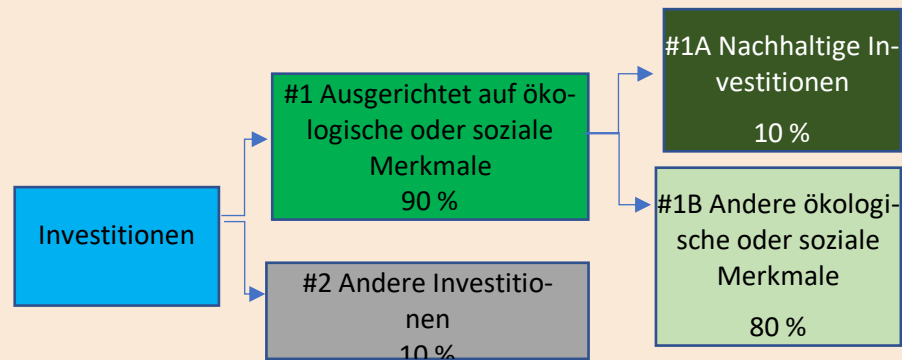 Investitionen
#1 Ausgerichtet auf öko-
logische oder soziale
Merkmale
90 %
#2 Andere Investitio-
nen
10 %
#1A Nachhaltige In-
vestitionen
10 %
#1B Andere ökologi-
sche oder soziale
Merkmale
80 %